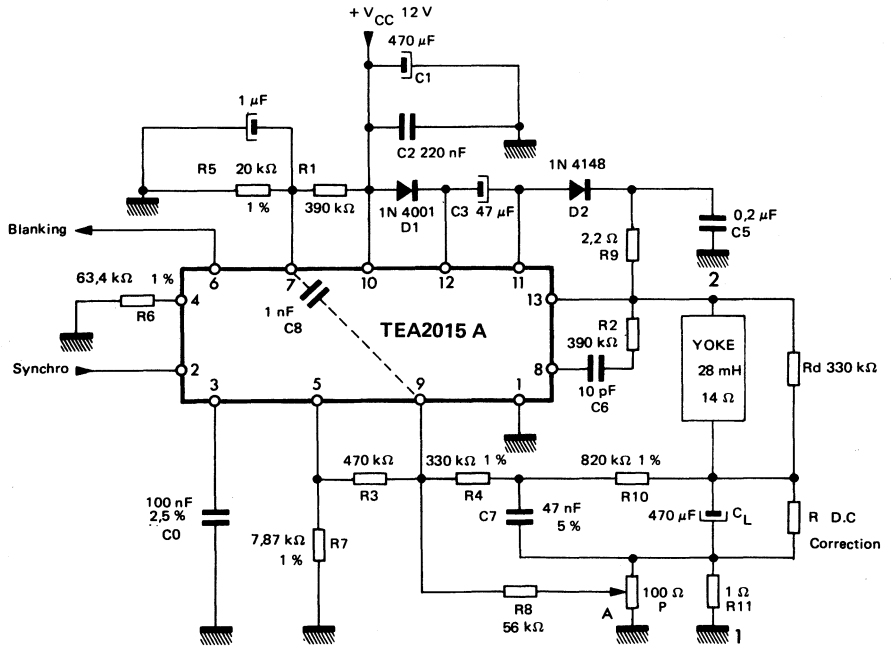 + VCC 12 V
470 µF
C1
1 µF
C2 220 nF
R5 20 kΩ R1
1 %
390 kΩ
1N 4001
D1
C3 47 µF
1N 4148
D2
0,2 µF
C5
2,2 Ω
R9
2
Blanking
6
7
10
12
11
63,4 kΩ 1 %
R6
4
1 nF
C8
TEA2015 A
13
R2
390 kΩ
YOKE
28 mH
14 Ω
Rd 330 kΩ
Synchro
2
8
10 pF
C6
3
5
9
1
470 kΩ
R3
330 kΩ 1 %
R4
820 kΩ 1 %
R10
100 nF
2,5 %
C0
7,87 kΩ
1 %
R7
C7
47 nF
5 %
470 µF
CL
R D.C
Correction
R8
56 kΩ
A
100 Ω
P
1 Ω
R11
1